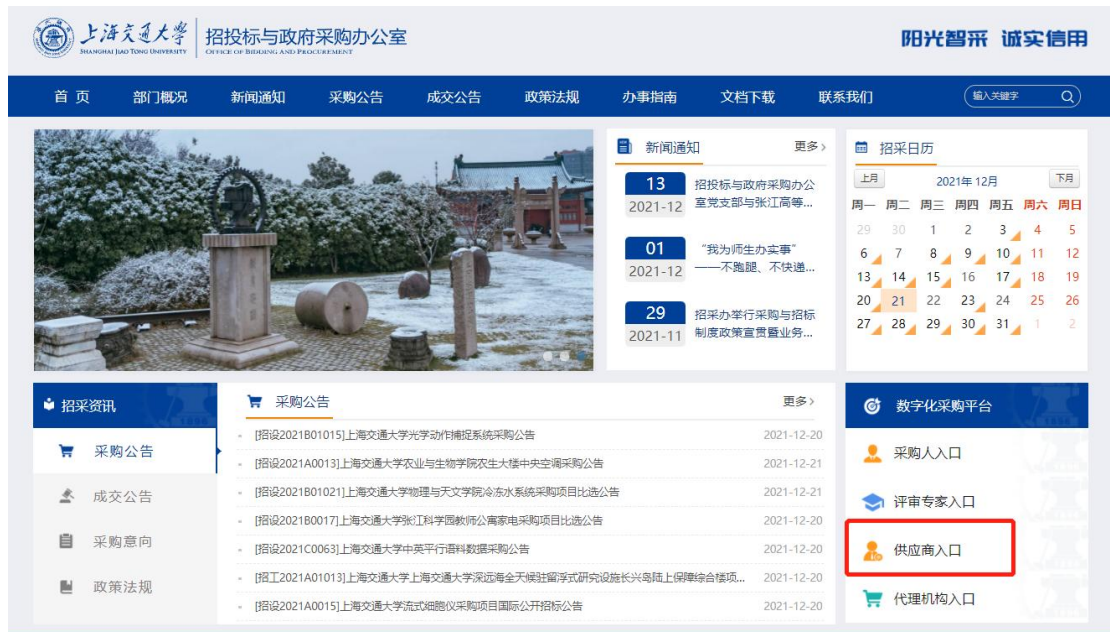 上海交通大学
SHANGHAI JIAO TONG UNIVERSITY
招投标与政府采购办公室
OFFICE OF BIDDING AND PROCUREMENT
阳光智采 诚实信用
首 页 部门概况 新闻通知 采购公告 成交公告 政策法规 办事指南 文档下载 联系我们 输入关键字
新闻通知 更多>
13
2021-12
招投标与政府采购办公
室党支部与张江高等...
01
2021-12
“我为师生办实事”
——不跑腿、不快递...
29
2021-11
招采办举行采购与招标
制度政策宣贯暨业务...
招采日历
上月 2021年 12月 下月
周一 周二 周三 周四 周五 周六 周日
29 30 1 2 3 4 5
6 7 8 9 10 11 12
13 14 15 16 17 18 19
20 21 22 23 24 25 26
27 28 29 30 31 1 2
招采资讯
采购公告
成交公告
采购意向
政策法规
采购公告 更多>
[招设2021B01015]上海交通大学光学动作捕捉系统采购公告 2021-12-20
[招设2021A0013]上海交通大学农业与生物学院农生大楼中央空调采购公告 2021-12-21
[招设2021B01021]上海交通大学物理与天文学院冷冻水系统采购项目比选公告 2021-12-21
[招设2021B0017]上海交通大学张江科学园教师公寓家电采购项目比选公告 2021-12-20
[招设2021C0063]上海交通大学中英平行语料数据采购公告 2021-12-20
[招工2021A01013]上海交通大学上海交通大学深远海全天候驻留浮式研究设施长兴岛陆上保障综合楼项... 2021-12-20
[招设2021A0015]上海交通大学流式细胞仪采购项目国际公开招标公告 2021-12-20
数字化采购平台
采购人入口
评审专家入口
供应商入口
代理机构入口